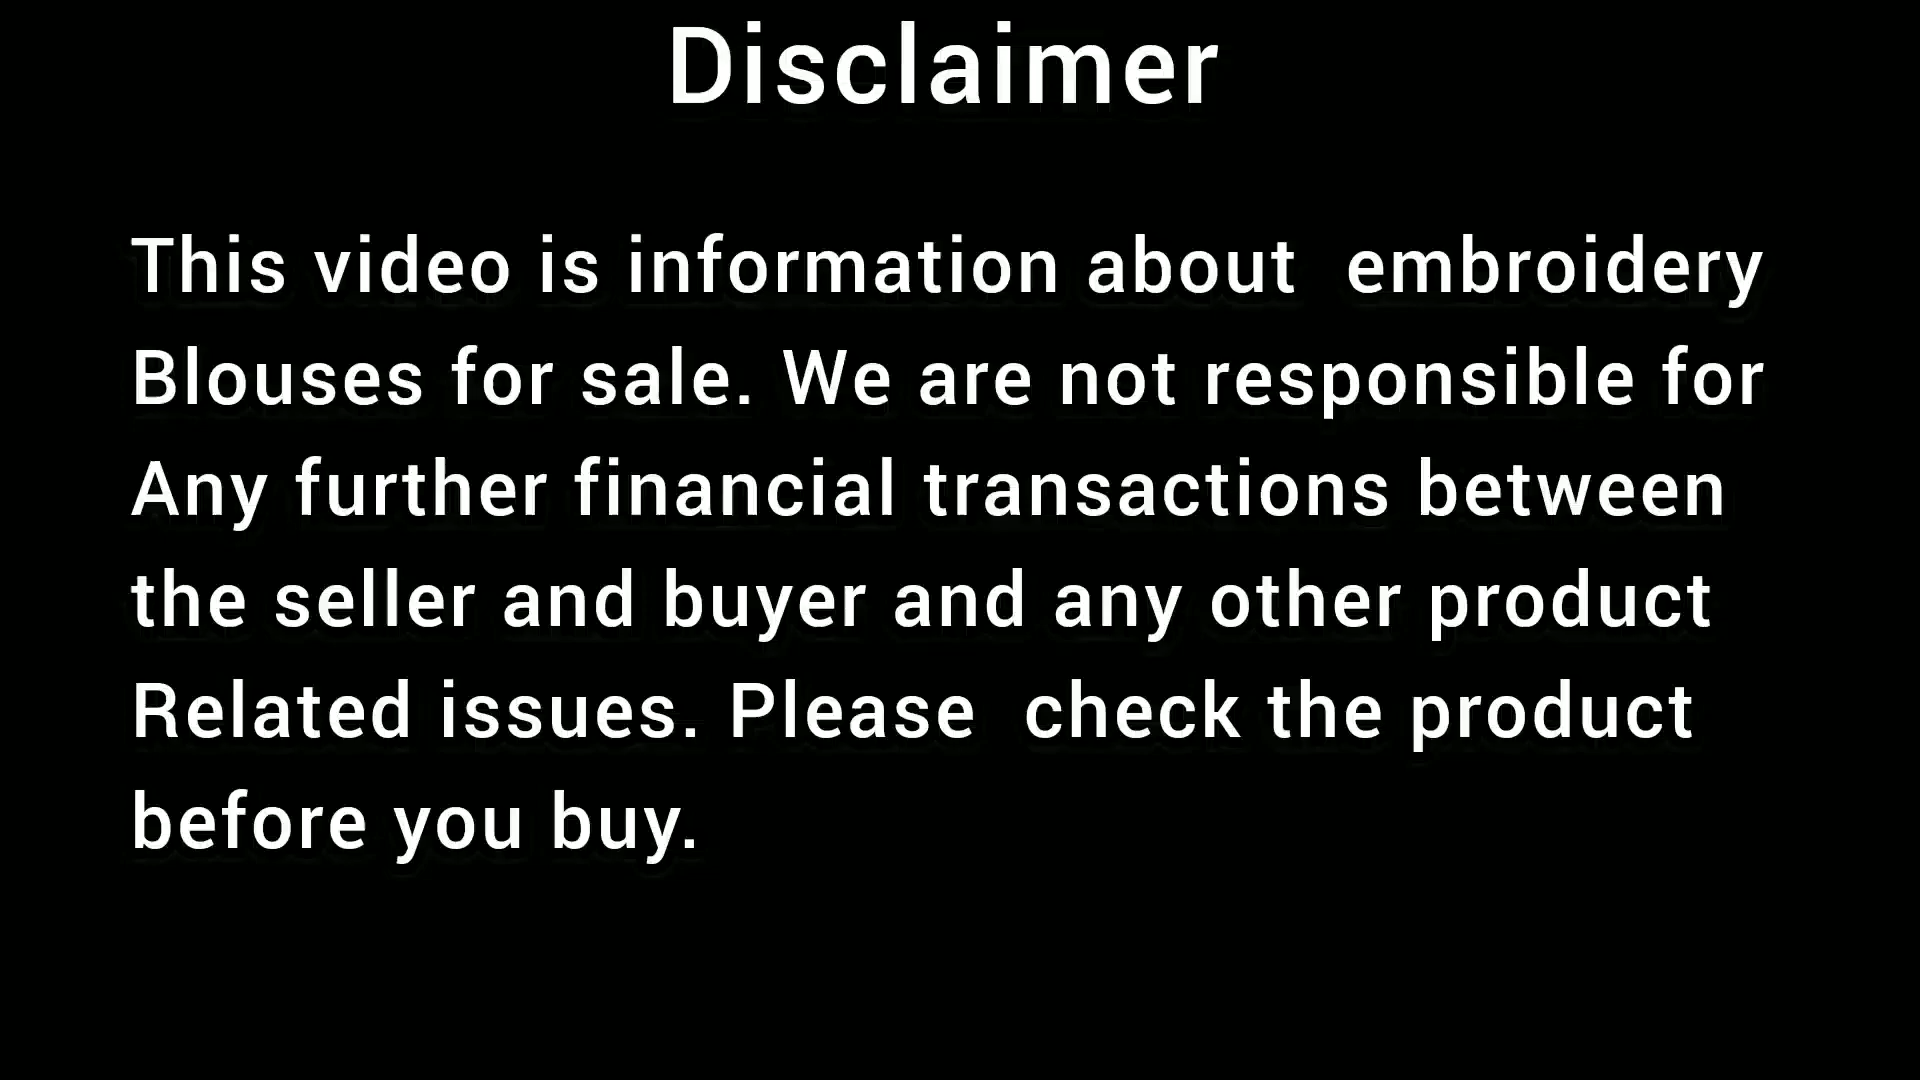 Disclaimer
This video is information about  embroidery
Blouses for sale. We are not responsible for
Any further financial transactions between
the seller and buyer and any other product
Related issues. Please  check the product
before you buy.